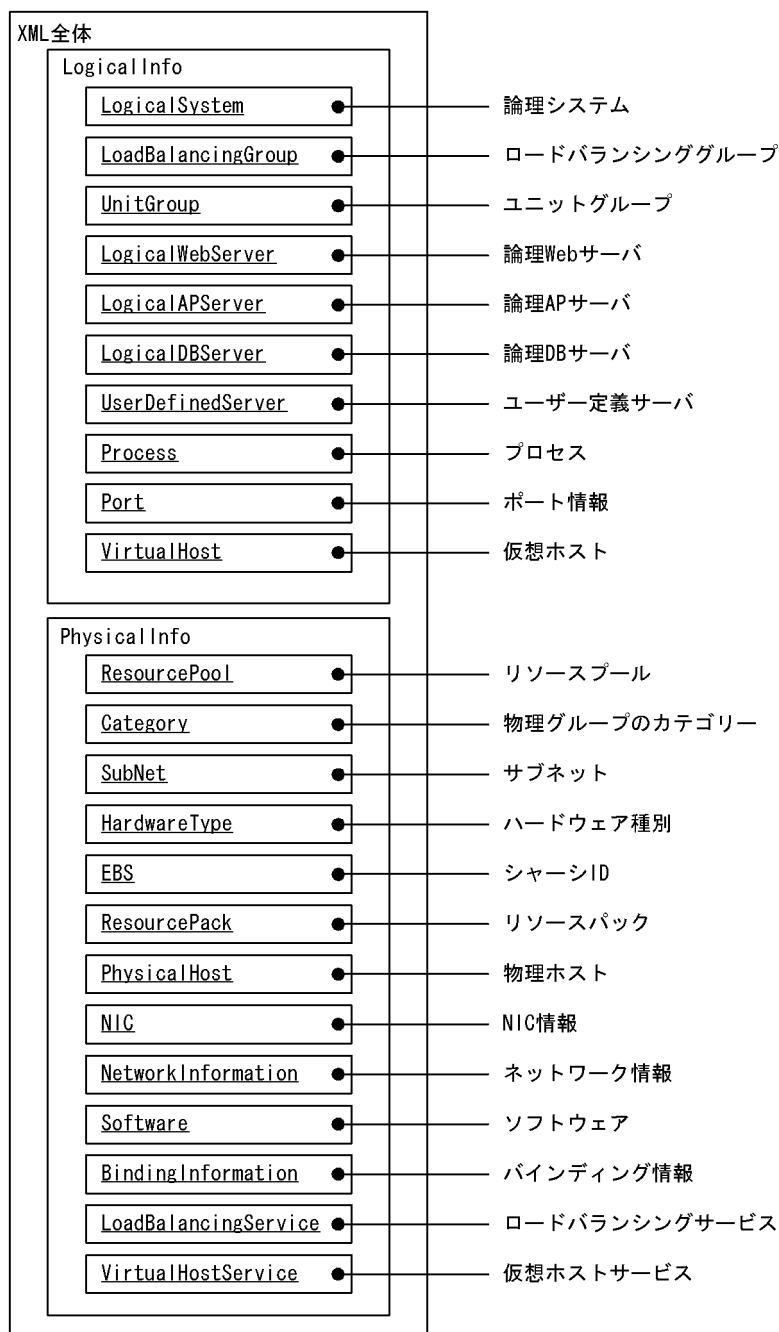 XML全体
LogicalInfo
LogicalSystem 論理システム
LoadBalancingGroup ロードバランシンググループ
UnitGroup ユニットグループ
LogicalWebServer 論理Webサーバ
LogicalAPServer 論理APサーバ
LogicalDBServer 論理DBサーバ
UserDefinedServer ユーザー定義サーバ
Process プロセス
Port ポート情報
VirtualHost 仮想ホスト
PhysicalInfo
ResourcePool リソースプール
Category 物理グループのカテゴリー
SubNet サブネット
HardwareType ハードウェア種別
EBS シャーシID
ResourcePack リソースパック
PhysicalHost 物理ホスト
NIC NIC情報
NetworkInformation ネットワーク情報
Software ソフトウェア
BindingInformation バインディング情報
LoadBalancingService ロードバランシングサービス
VirtualHostService 仮想ホストサービス